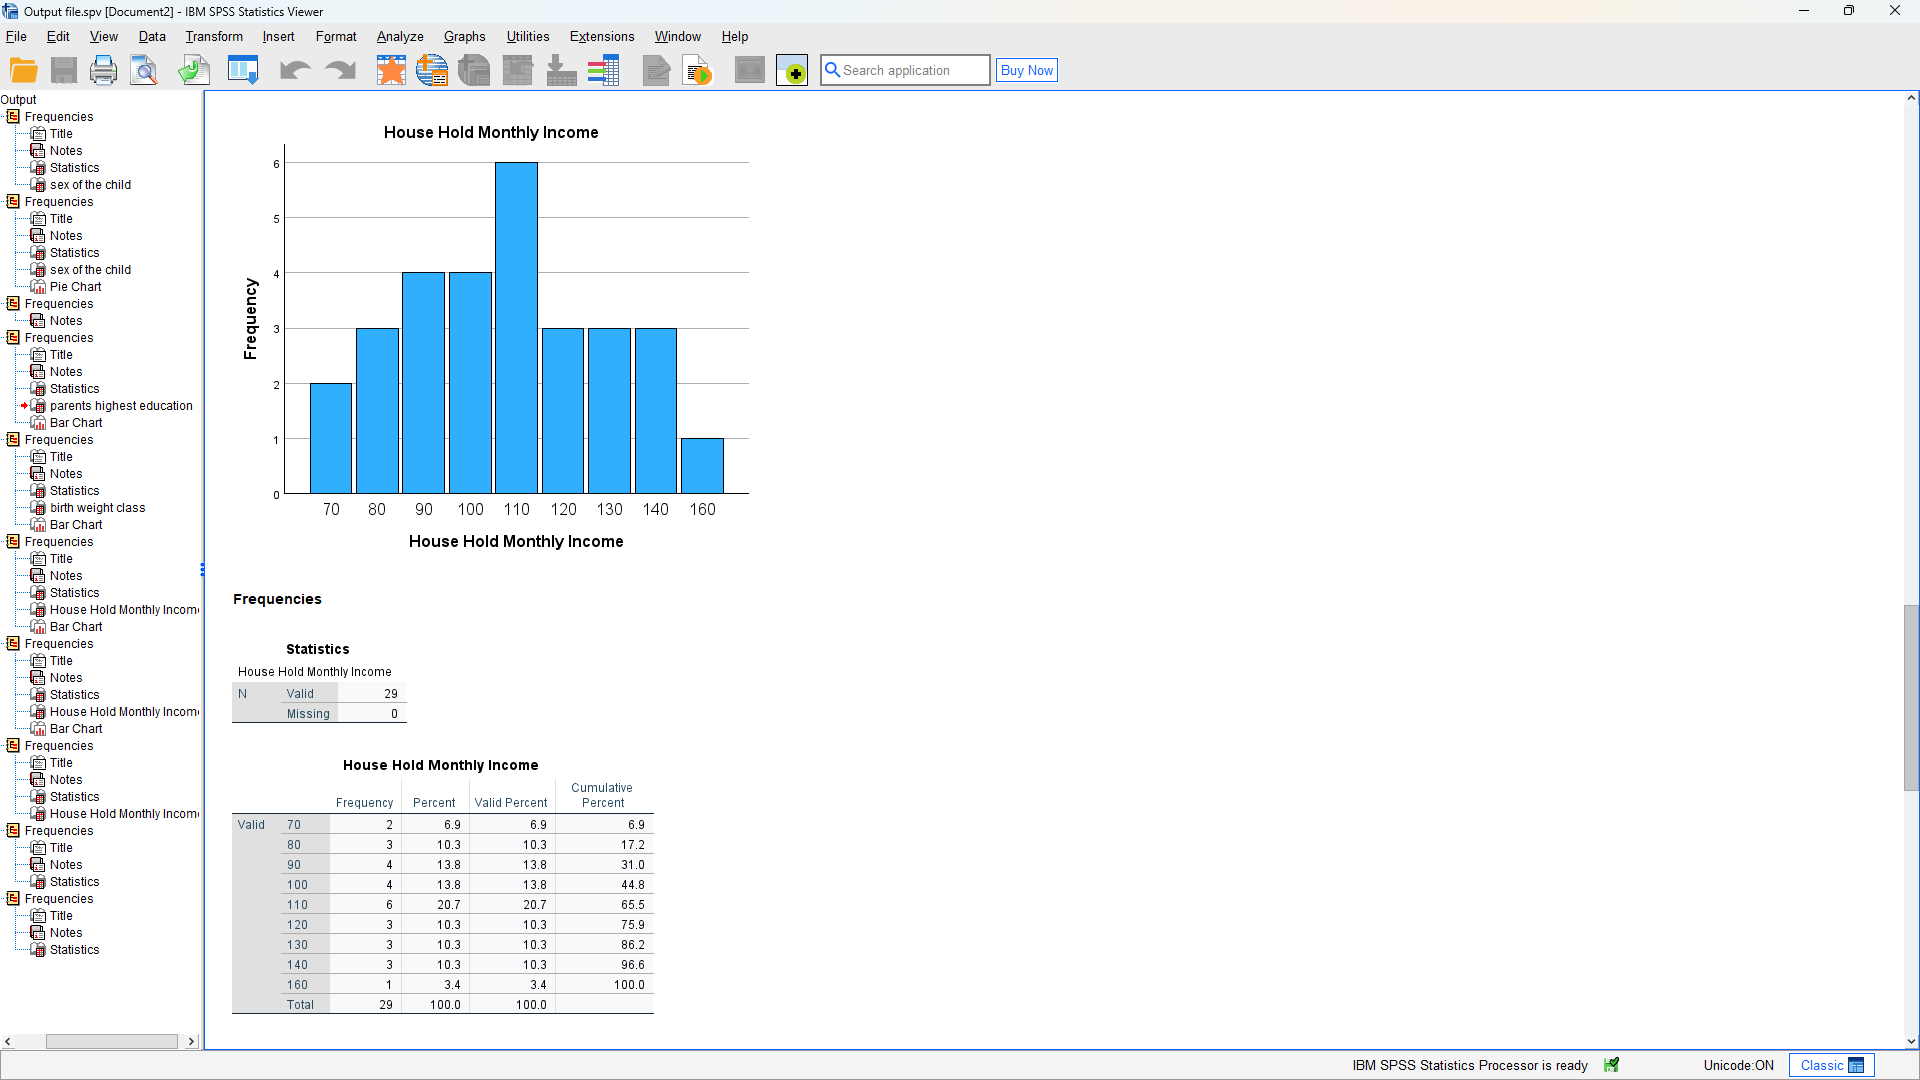 Output file.spv [Document2] - IBM SPSS Statistics Viewer
File Edit View Data Transform Insert Format Analyze Graphs Utilities Extensions Window Help
Search application
Buy Now
Output
Frequencies
Title
Notes
Statistics
sex of the child
Frequencies
Title
Notes
Statistics
sex of the child
Pie Chart
Frequencies
Notes
Frequencies
Title
Notes
Statistics
parents highest education
Bar Chart
Frequencies
Title
Notes
Statistics
birth weight class
Bar Chart
Frequencies
Title
Notes
Statistics
House Hold Monthly Incom
Bar Chart
Frequencies
Title
Notes
Statistics
House Hold Monthly Incom
Bar Chart
Frequencies
Title
Notes
Statistics
House Hold Monthly Incom
Frequencies
Title
Notes
Statistics
Frequencies
Title
Notes
Statistics
House Hold Monthly Income
Frequency
6
5
4
3
2
1
0
70 80 90 100 110 120 130 140 160
House Hold Monthly Income
Frequencies
Statistics
House Hold Monthly Income
N Valid 29
Missing 0
House Hold Monthly Income
Frequency Percent Valid Percent Cumulative Percent
Valid 70 2 6.9 6.9 6.9
80 3 10.3 10.3 17.2
90 4 13.8 13.8 31.0
100 4 13.8 13.8 44.8
110 6 20.7 20.7 65.5
120 3 10.3 10.3 75.9
130 3 10.3 10.3 86.2
140 3 10.3 10.3 96.6
160 1 3.4 3.4 100.0
Total 29 100.0 100.0
IBM SPSS Statistics Processor is ready
Unicode:ON
Classic